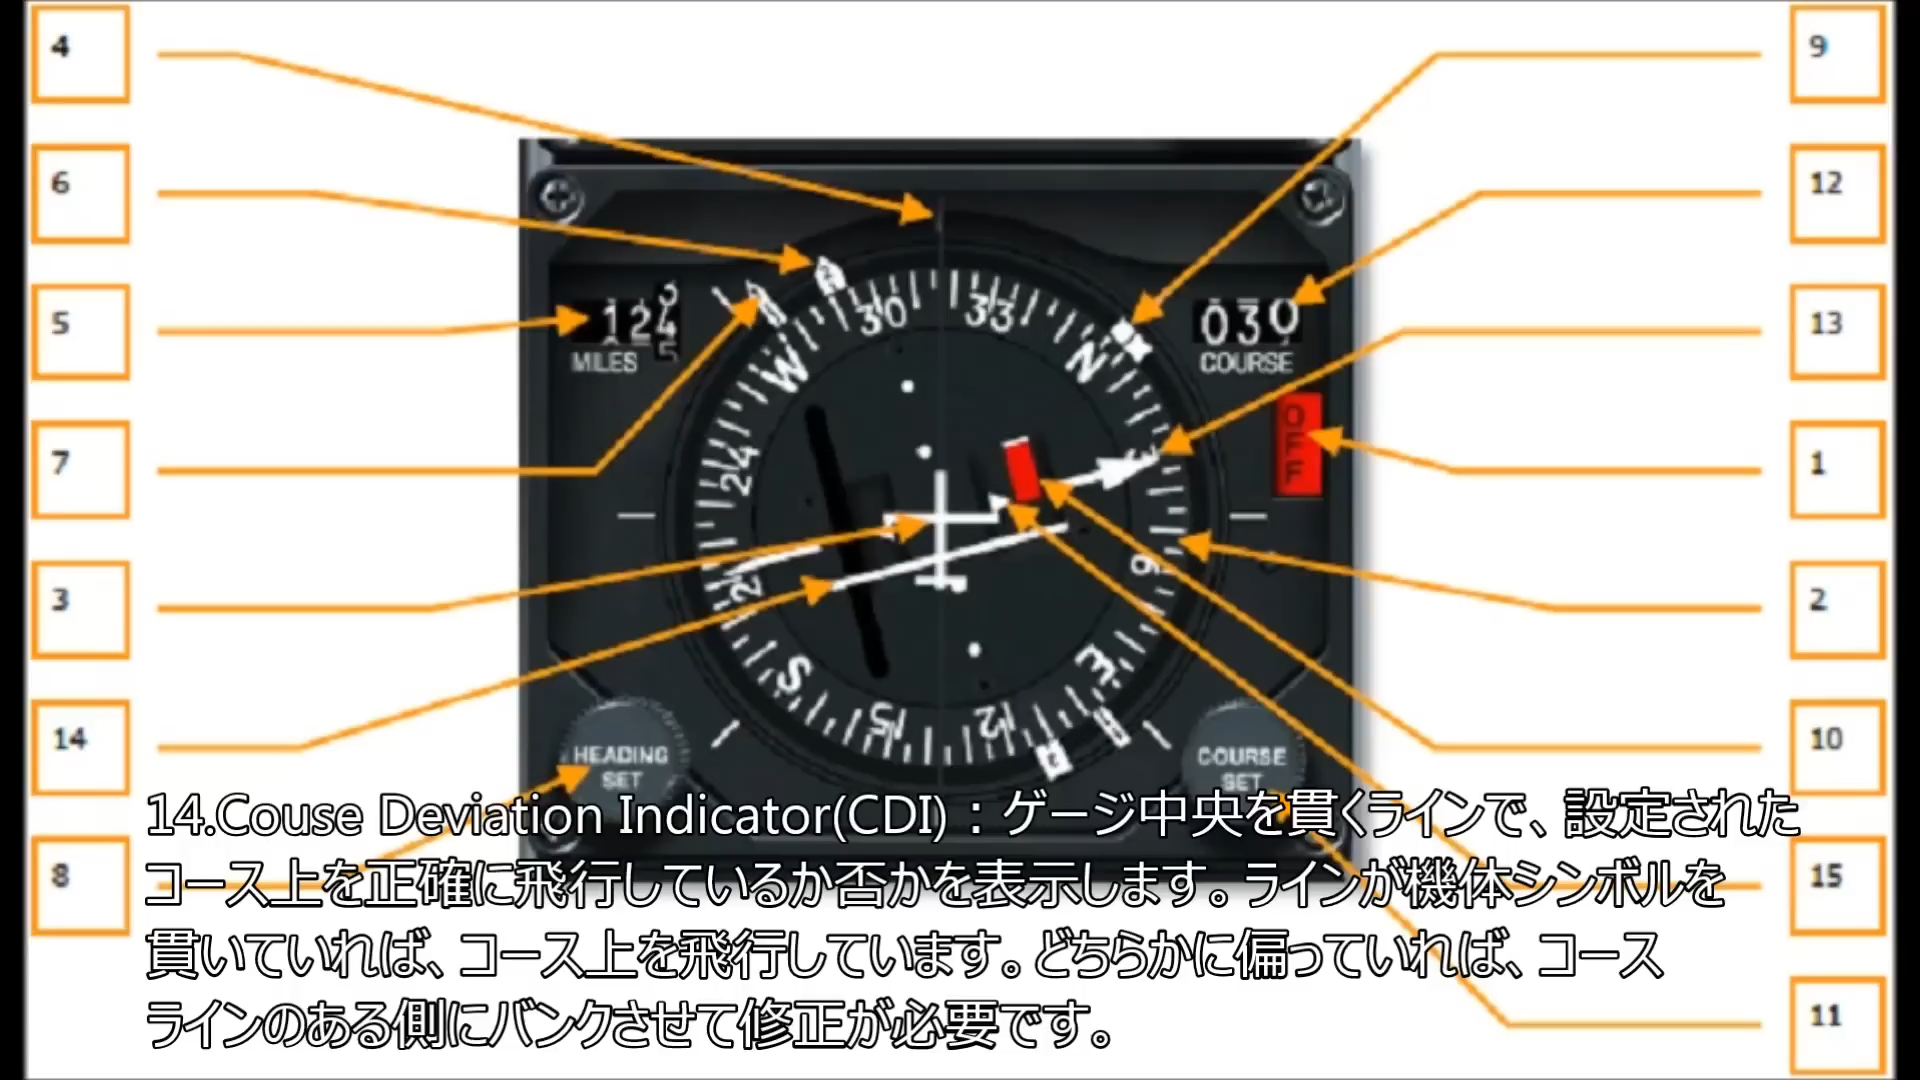 4
9
6
12
5
13
7
1
3
2
14
10
8
15
11
MILES
030
COURSE
OFF
30
33
N
3
6
E
12
15
S
24
W
HEADING
SET
COURSE
SET
14.Couse Deviation Indicator(CDI)：ゲージ中央を貫くラインで、設定された
コース上を正確に飛行しているか否かを表示します。ラインが機体シンボルを
貫いていれば、コース上を飛行しています。どちらかに偏っていれば、コース
ラインのある側にバンクさせて修正が必要です。